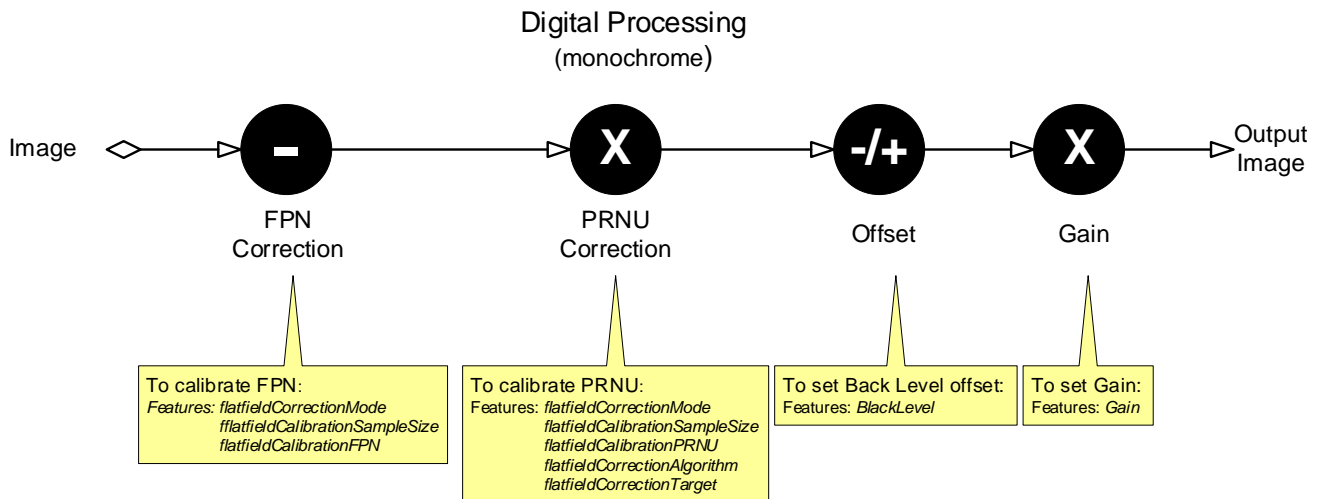 Digital Processing
(monochrome)
Image
-
X
-/+
X
Output
Image
FPN
Correction
PRNU
Correction
Offset
Gain
To calibrate FPN:
Features: flatfieldCorrectionMode
fflatfieldCalibrationSampleSize
flatfieldCalibrationFPN
To calibrate PRNU:
Features: flatfieldCorrectionMode
flatfieldCalibrationSampleSize
flatfieldCalibrationPRNU
flatfieldCorrectionAlgorithm
flatfieldCorrectionTarget
To set Back Level offset:
Features: BlackLevel
To set Gain:
Features: Gain